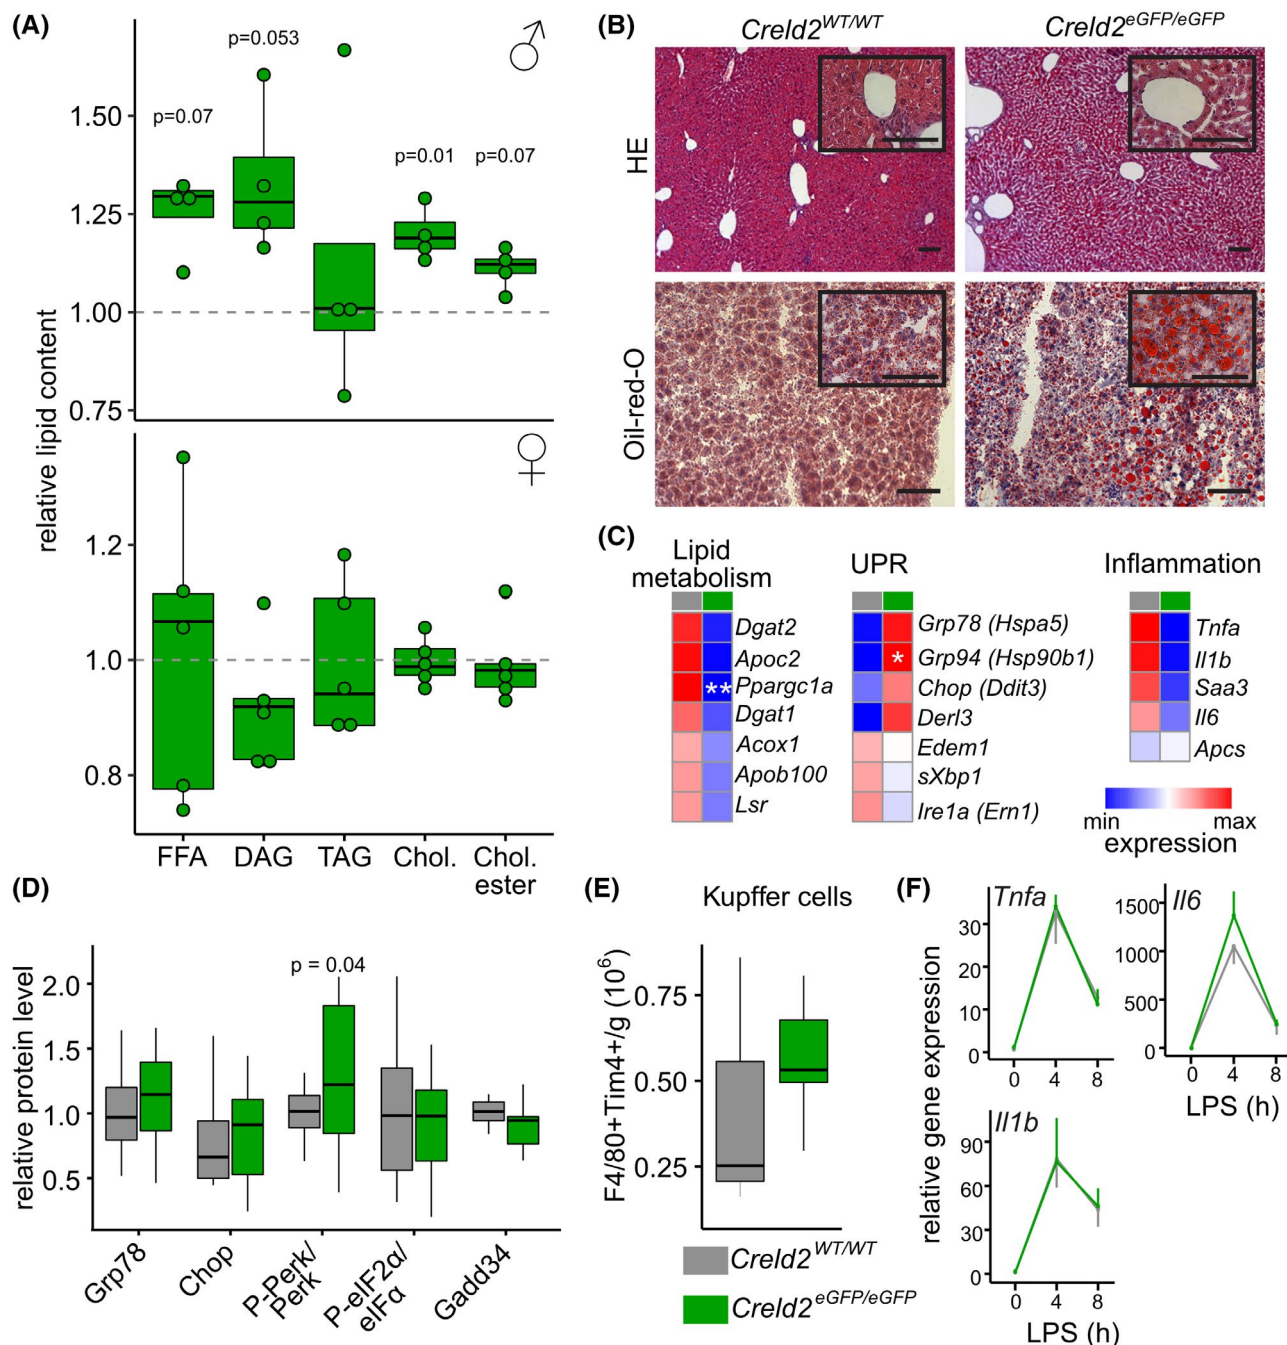 (A)
p=0.07
p=0.053
p=0.01
p=0.07
♂
1.50
1.25
1.00
0.75
relative lipid content
♀
1.2
1.0
0.8
FFA
DAG
TAG
Chol.
Chol.
ester
(B)
Creld2WT/WT
Creld2eGFP/eGFP
HE
Oil-red-O
(C)
Lipid
metabolism
Dgat2
Apoc2
** Ppargc1a
Dgat1
Acox1
Apob100
Lsr
UPR
Grp78 (Hspa5)
* Grp94 (Hsp90b1)
Chop (Ddit3)
Derl3
Edem1
sXbp1
Ire1a (Ern1)
Inflammation
Tnfa
Il1b
Saa3
Il6
Apcs
min
max
expression
(D)
relative protein level
2.0
1.5
1.0
0.5
p = 0.04
Grp78
Chop
P-Perk/
Perk
P-eIF2α/
eIFα
Gadd34
(E)
Kupffer cells
F4/80+Tim4+/g (10⁶)
0.75
0.50
0.25
Creld2WT/WT
Creld2eGFP/eGFP
(F)
relative gene expression
Tnfa
30
20
10
0
0 4 8
Il6
1500
1000
500
0
0 4 8
LPS (h)
Il1b
90
60
30
0
0 4 8
LPS (h)